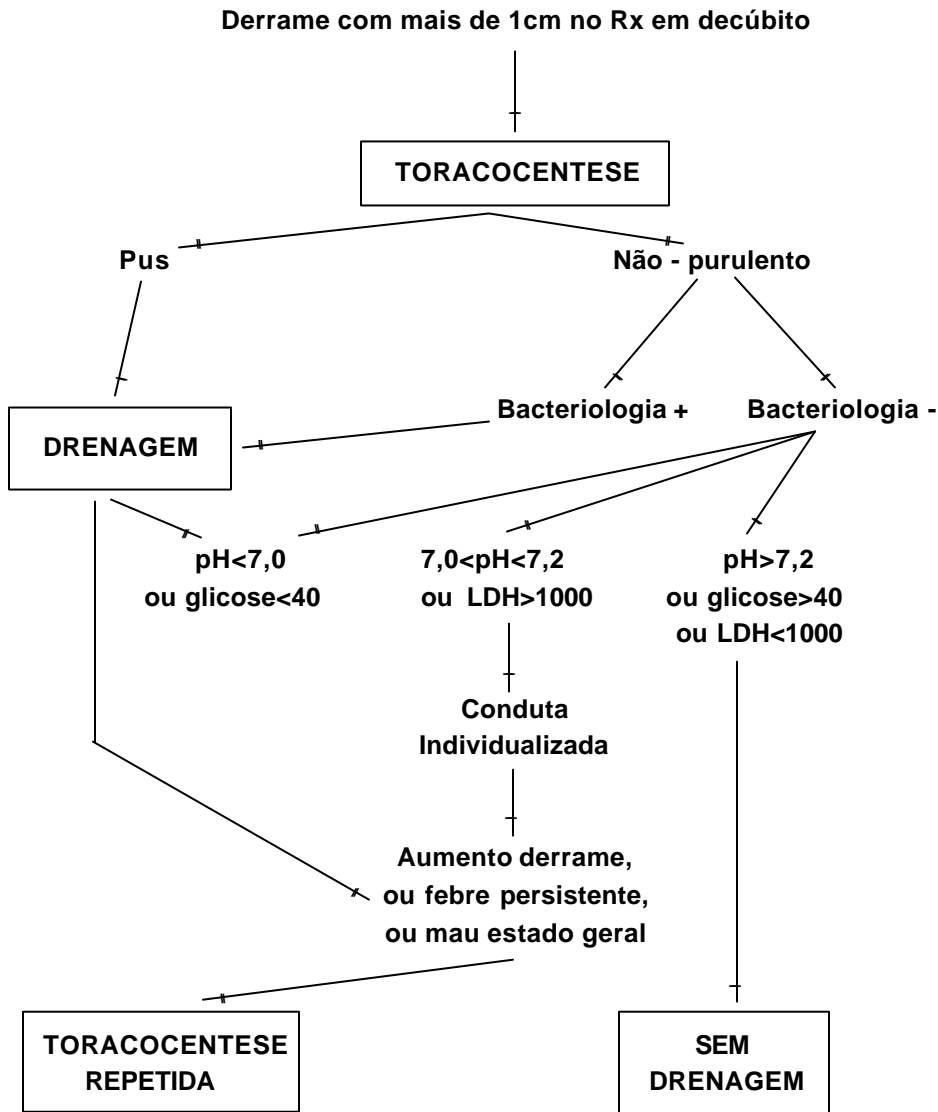 Derrame com mais de 1cm no Rx em decúbito
TORACOCENTESE
Pus
Não - purulento
Bacteriologia +
Bacteriologia -
DRENAGEM
pH<7,0
ou glicose<40
7,0<pH<7,2
ou LDH>1000
pH>7,2
ou glicose>40
ou LDH<1000
Conduta
Individualizada
Aumento derrame,
ou febre persistente,
ou mau estado geral
TORACOCENTESE
REPETIDA
SEM
DRENAGEM